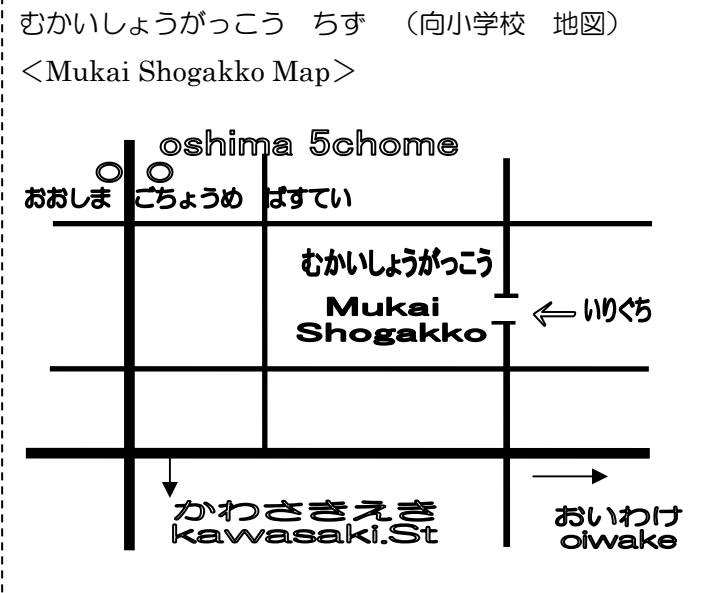 むかいしょうがっこう　ちず　（向小学校　地図）
＜Mukai Shogakko Map＞
oshima 5chome
おおしま　ごちょうめ　ばすてい
むかいしょうがっこう
Mukai
Shogakko
いりぐち
かわさきえき
kawasaki.St
おいわけ
oiwake